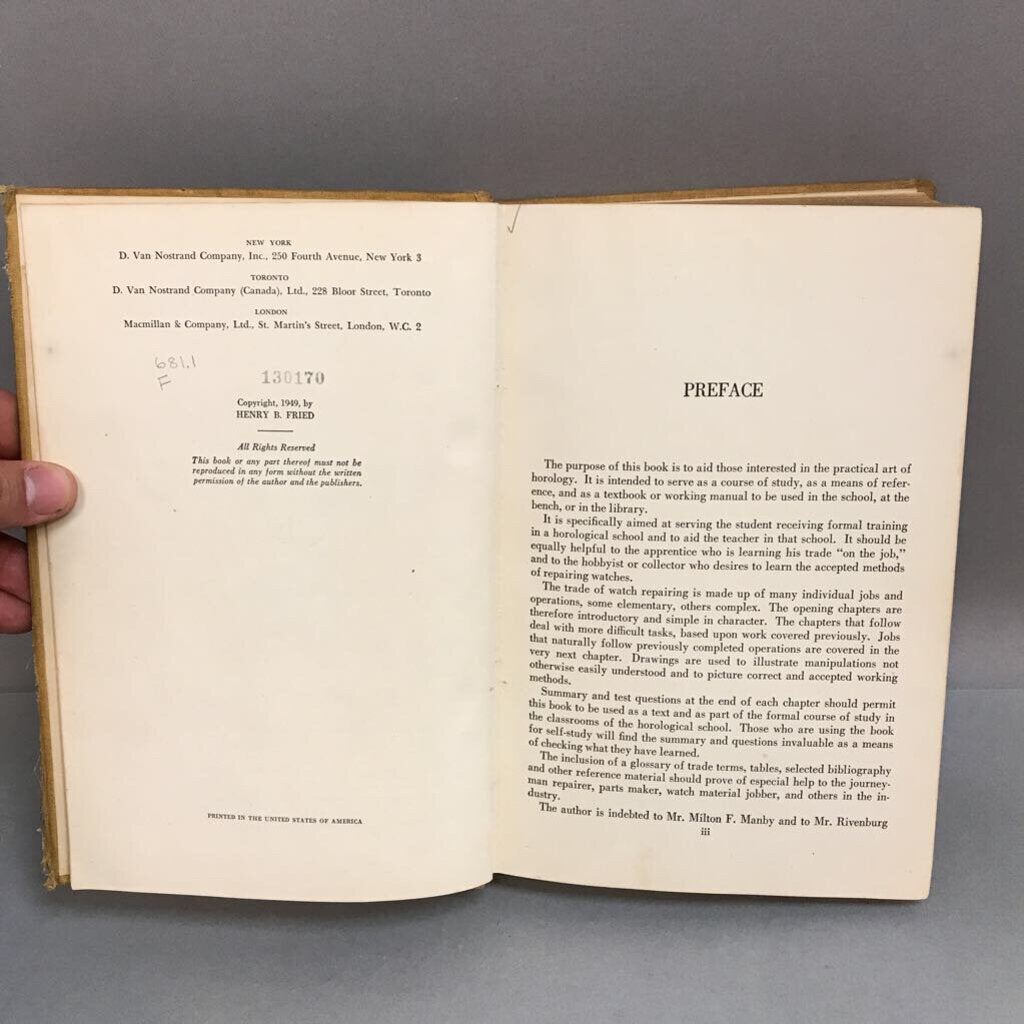 NEW YORK
D. Van Nostrand Company, Inc., 250 Fourth Avenue, New York 3
TORONTO
D. Van Nostrand Company (Canada), Ltd., 228 Bloor Street, Toronto
LONDON
Macmillan & Company, Ltd., St. Martin's Street, London, W.C. 2
681.1
F
130170
Copyright, 1949, by
HENRY B. FRIED
All Rights Reserved
This book or any part thereof must not be
reproduced in any form without the written
permission of the author and the publishers.
PRINTED IN THE UNITED STATES OF AMERICA
PREFACE
The purpose of this book is to aid those interested in the practical art of
horology. It is intended to serve as a course of study, as a means of refer-
ence, and as a textbook or working manual to be used in the school, at the
bench, or in the library.
It is specifically aimed at serving the student receiving formal training
in a horological school and to aid the teacher in that school. It should be
equally helpful to the apprentice who is learning his trade "on the job,"
and to the hobbyist or collector who desires to learn the accepted methods
of repairing watches.
The trade of watch repairing is made up of many individual jobs and
operations, some elementary, others complex. The opening chapters are
therefore introductory and simple in character. The chapters that follow
deal with more difficult tasks, based upon work covered previously. Jobs
that naturally follow previously completed operations are covered in the
very next chapter. Drawings are used to illustrate manipulations not
otherwise easily understood and to picture correct and accepted working
methods.
Summary and test questions at the end of each chapter should permit
this book to be used as a text and as part of the formal course of study in
the classrooms of the horological school. Those who are using the book
for self-study will find the summary and questions invaluable as a means
of checking what they have learned.
The inclusion of a glossary of trade terms, tables, selected bibliography
and other reference material should prove of especial help to the journey-
man repairer, parts maker, watch material jobber, and others in the in-
dustry.
The author is indebted to Mr. Milton F. Manby and to Mr. Rivenburg
iii